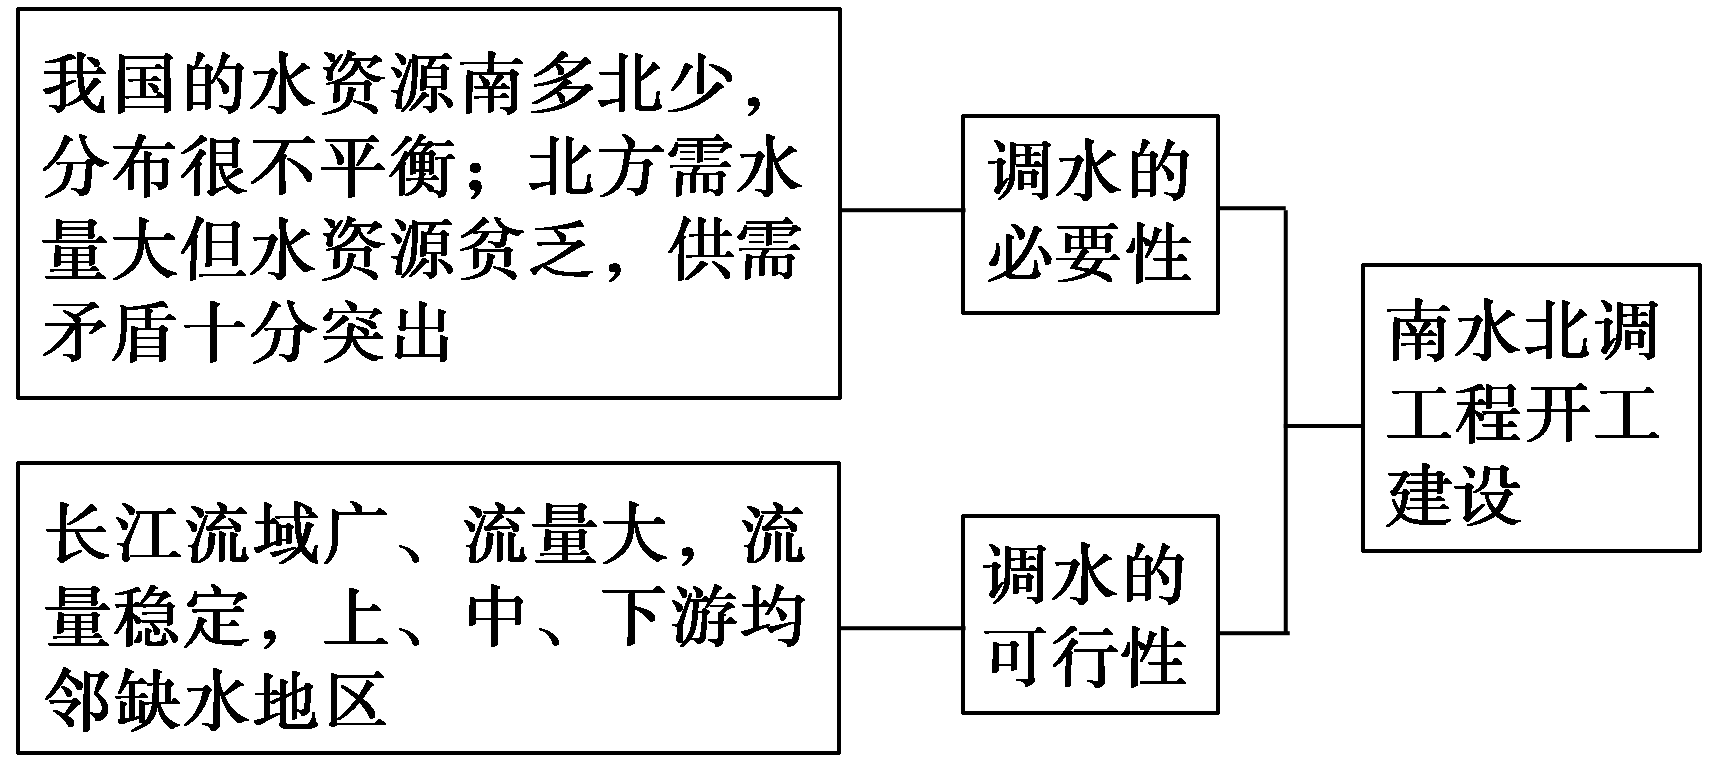 我国的水资源南多北少，
分布很不平衡；北方需水
量大但水资源贫乏，供需
矛盾十分突出
调水的
必要性
南水北调
工程开工
建设
长江流域广、流量大，流
量稳定，上、中、下游均
邻缺水地区
调水的
可行性